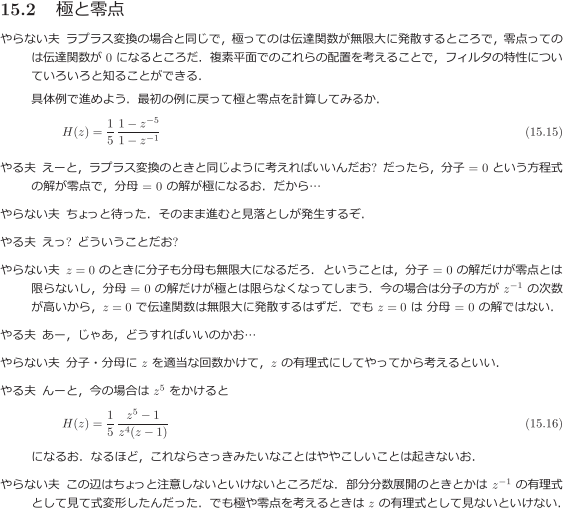 15.2 極と零点
やらない夫 ラプラス変換の場合と同じで，極ってのは伝達関数が無限大に発散するところで，零点っての
は伝達関数が 0 になるところだ．複素平面でのこれらの配置を考えることで，フィルタの特性につい
ていろいろと知ることができる．
具体例で進めよう．最初の例に戻って極と零点を計算してみるか．
H(z) = \frac{1}{5} \frac{1 - z^{-5}}{1 - z^{-1}} (15.15)
やる夫 えーと，ラプラス変換のときと同じように考えればいいんだお? だったら，分子 = 0 という方程式
の解が零点で，分母 = 0 の解が極になるお．だから…
やらない夫 ちょっと待った．そのまま進むと見落としが発生するぞ．
やる夫 えっ? どういうことだお?
やらない夫 z = 0 のときに分子も分母も無限大になるだろ．ということは，分子 = 0 の解だけが零点とは
限らないし，分母 = 0 の解だけが極とは限らなくなってしまう．今の場合は分子の方が z^{-1} の次数
が高いから，z = 0 で伝達関数は無限大に発散するはずだ．でも z = 0 は 分母 = 0 の解ではない．
やる夫 あー，じゃあ，どうすればいいのかお…
やらない夫 分子・分母に z を適当な回数かけて，z の有理式にしてやってから考えるといい．
やる夫 んーと，今の場合は z^5 をかけると
H(z) = \frac{1}{5} \frac{z^5 - 1}{z^4(z - 1)} (15.16)
になるお．なるほど，これならさっきみたいなことはややこしいことは起きないお．
やらない夫 この辺はちょっと注意しないといけないところだな．部分分数展開のときとかは z^{-1} の有理式
として見て式変形したんだった．でも極や零点を考えるときは z の有理式として見ないといけない．